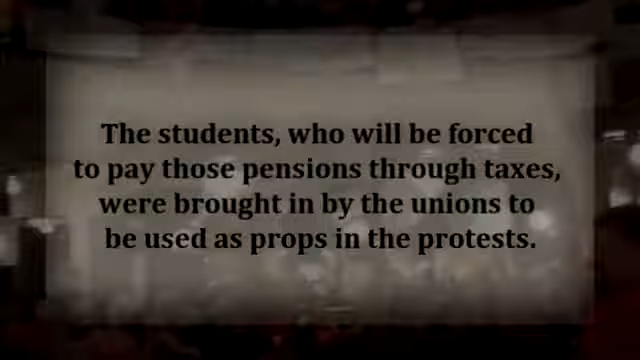 The students, who will be forced
to pay those pensions through taxes,
were brought in by the unions to
be used as props in the protests.